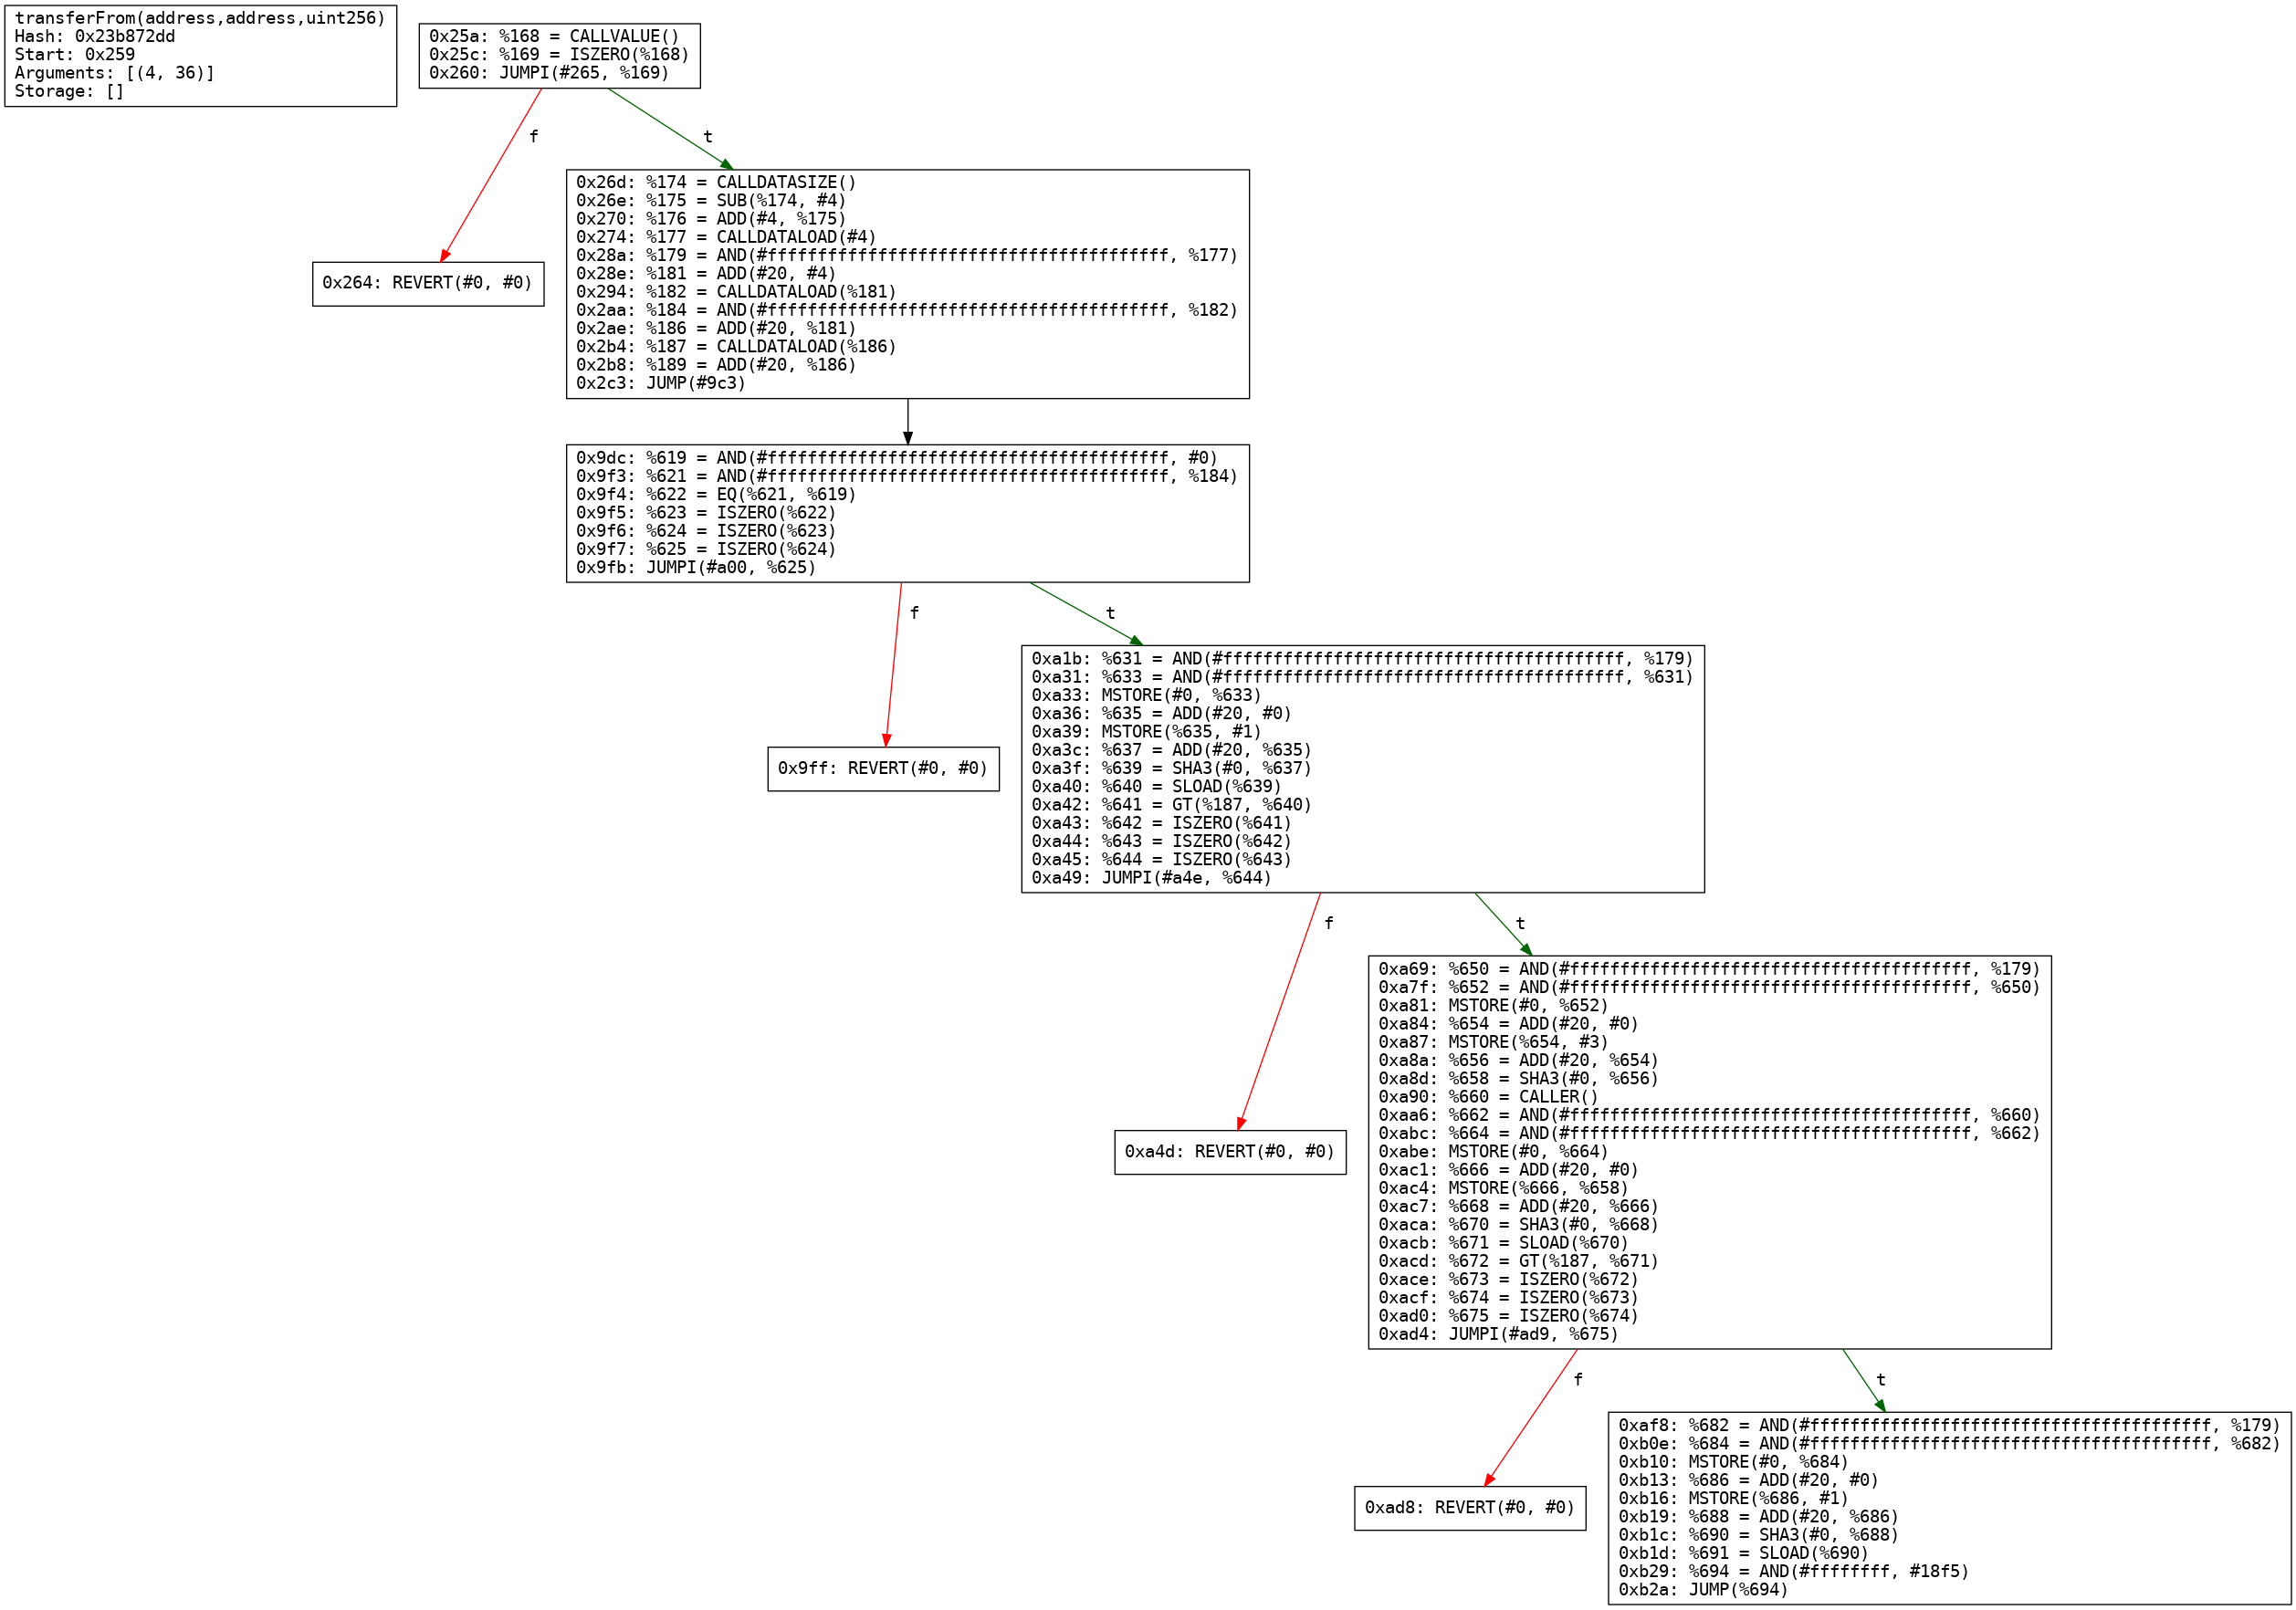 transferFrom(address,address,uint256)
Hash: 0x23b872dd
Start: 0x259
Arguments: [(4, 36)]
Storage: []
0x25a: %168 = CALLVALUE()
0x25c: %169 = ISZERO(%168)
0x260: JUMPI(#265, %169)
f
t
0x264: REVERT(#0, #0)
0x26d: %174 = CALLDATASIZE()
0x26e: %175 = SUB(%174, #4)
0x270: %176 = ADD(#4, %175)
0x274: %177 = CALLDATALOAD(#4)
0x28a: %179 = AND(#ffffffffffffffffffffffffffffffffffffffff, %177)
0x28e: %181 = ADD(#20, #4)
0x294: %182 = CALLDATALOAD(%181)
0x2aa: %184 = AND(#ffffffffffffffffffffffffffffffffffffffff, %182)
0x2ae: %186 = ADD(#20, %181)
0x2b4: %187 = CALLDATALOAD(%186)
0x2b8: %189 = ADD(#20, %186)
0x2c3: JUMP(#9c3)
0x9dc: %619 = AND(#ffffffffffffffffffffffffffffffffffffffff, #0)
0x9f3: %621 = AND(#ffffffffffffffffffffffffffffffffffffffff, %184)
0x9f4: %622 = EQ(%621, %619)
0x9f5: %623 = ISZERO(%622)
0x9f6: %624 = ISZERO(%623)
0x9f7: %625 = ISZERO(%624)
0x9fb: JUMPI(#a00, %625)
f
t
0x9ff: REVERT(#0, #0)
0xa1b: %631 = AND(#ffffffffffffffffffffffffffffffffffffffff, %179)
0xa31: %633 = AND(#ffffffffffffffffffffffffffffffffffffffff, %631)
0xa33: MSTORE(#0, %633)
0xa36: %635 = ADD(#20, #0)
0xa39: MSTORE(%635, #1)
0xa3c: %637 = ADD(#20, %635)
0xa3f: %639 = SHA3(#0, %637)
0xa40: %640 = SLOAD(%639)
0xa42: %641 = GT(%187, %640)
0xa43: %642 = ISZERO(%641)
0xa44: %643 = ISZERO(%642)
0xa45: %644 = ISZERO(%643)
0xa49: JUMPI(#a4e, %644)
f
t
0xa4d: REVERT(#0, #0)
0xa69: %650 = AND(#ffffffffffffffffffffffffffffffffffffffff, %179)
0xa7f: %652 = AND(#ffffffffffffffffffffffffffffffffffffffff, %650)
0xa81: MSTORE(#0, %652)
0xa84: %654 = ADD(#20, #0)
0xa87: MSTORE(%654, #3)
0xa8a: %656 = ADD(#20, %654)
0xa8d: %658 = SHA3(#0, %656)
0xa90: %660 = CALLER()
0xaa6: %662 = AND(#ffffffffffffffffffffffffffffffffffffffff, %660)
0xabc: %664 = AND(#ffffffffffffffffffffffffffffffffffffffff, %662)
0xabe: MSTORE(#0, %664)
0xac1: %666 = ADD(#20, #0)
0xac4: MSTORE(%666, %658)
0xac7: %668 = ADD(#20, %666)
0xaca: %670 = SHA3(#0, %668)
0xacb: %671 = SLOAD(%670)
0xacd: %672 = GT(%187, %671)
0xace: %673 = ISZERO(%672)
0xacf: %674 = ISZERO(%673)
0xad0: %675 = ISZERO(%674)
0xad4: JUMPI(#ad9, %675)
f
t
0xad8: REVERT(#0, #0)
0xaf8: %682 = AND(#ffffffffffffffffffffffffffffffffffffffff, %179)
0xb0e: %684 = AND(#ffffffffffffffffffffffffffffffffffffffff, %682)
0xb10: MSTORE(#0, %684)
0xb13: %686 = ADD(#20, #0)
0xb16: MSTORE(%686, #1)
0xb19: %688 = ADD(#20, %686)
0xb1c: %690 = SHA3(#0, %688)
0xb1d: %691 = SLOAD(%690)
0xb29: %694 = AND(#ffffffff, #18f5)
0xb2a: JUMP(%694)